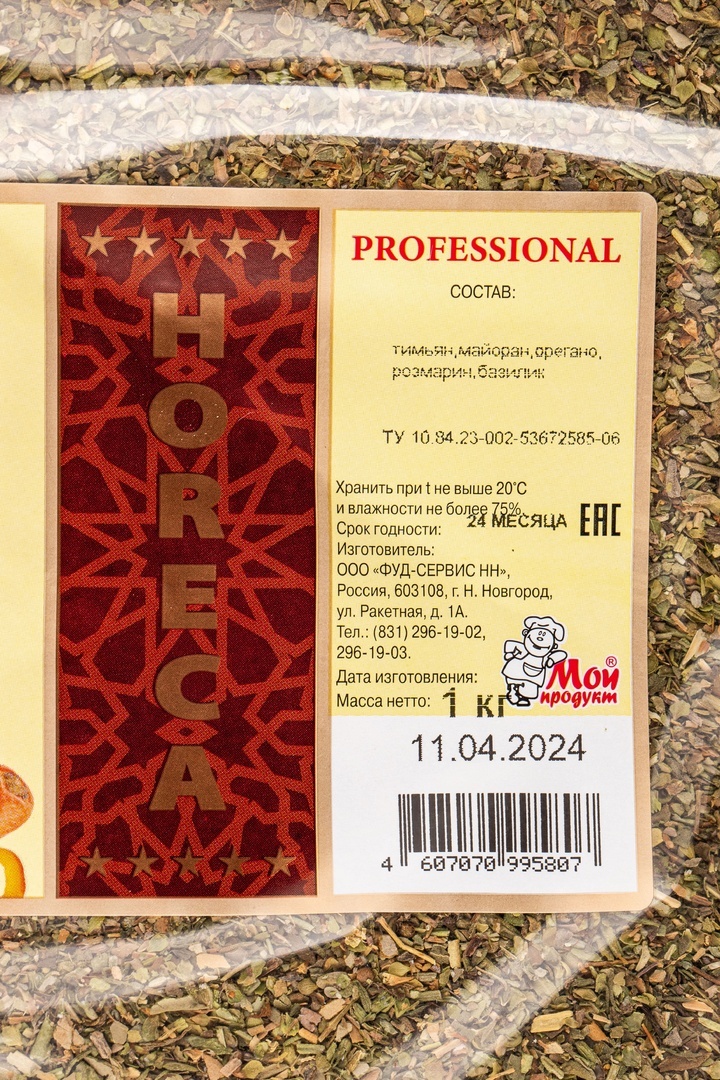 HORECA
PROFESSIONAL
СОСТАВ:
тимьян,майоран,орегано,
розмарин,базилик
ТУ 10.84.23-002-53672585-06
Хранить при t не выше 20°С
и влажности не более 75%
Срок годности: 24 МЕСЯЦА EAC
Изготовитель:
ООО «ФУД-СЕРВИС НН»,
Россия, 603108, г. Н. Новгород,
ул. Ракетная, д. 1А.
Тел.: (831) 296-19-02,
296-19-03.
Дата изготовления:
Масса нетто: 1 КГ
Мой®
продукт
11.04.2024
4 607070 995807